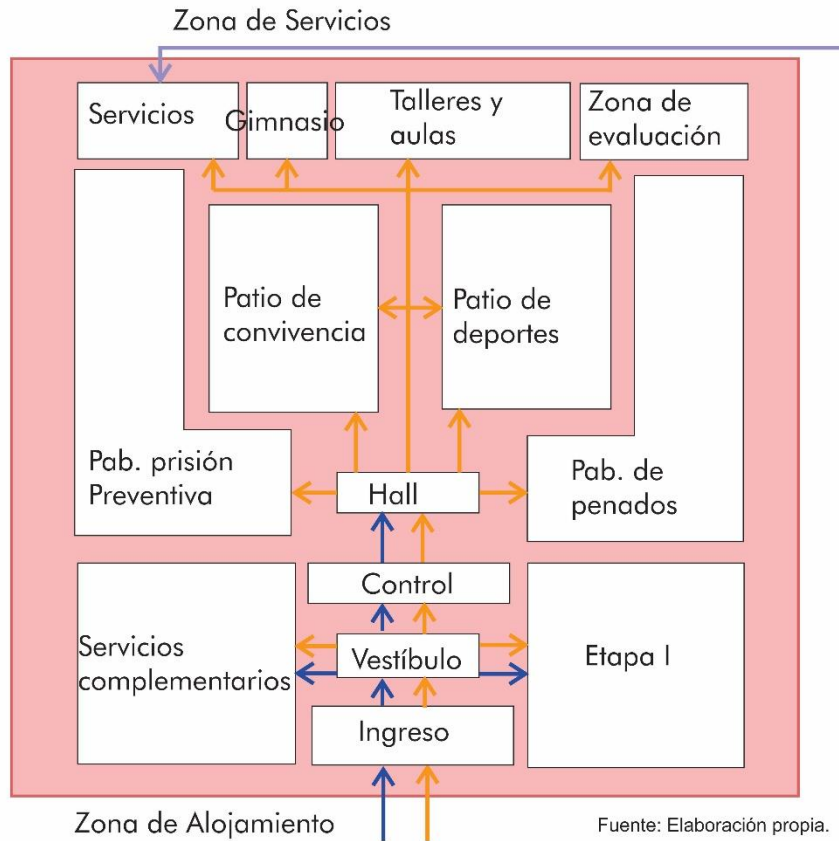 Zona de Servicios
Servicios
Gimnasio
Talleres y
aulas
Zona de
evaluación
Patio de
convivencia
Patio de
deportes
Pab. prisión
Preventiva
Hall
Pab. de
penados
Control
Servicios
complementarios
Vestíbulo
Etapa I
Ingreso
Zona de Alojamiento
Fuente: Elaboración propia.